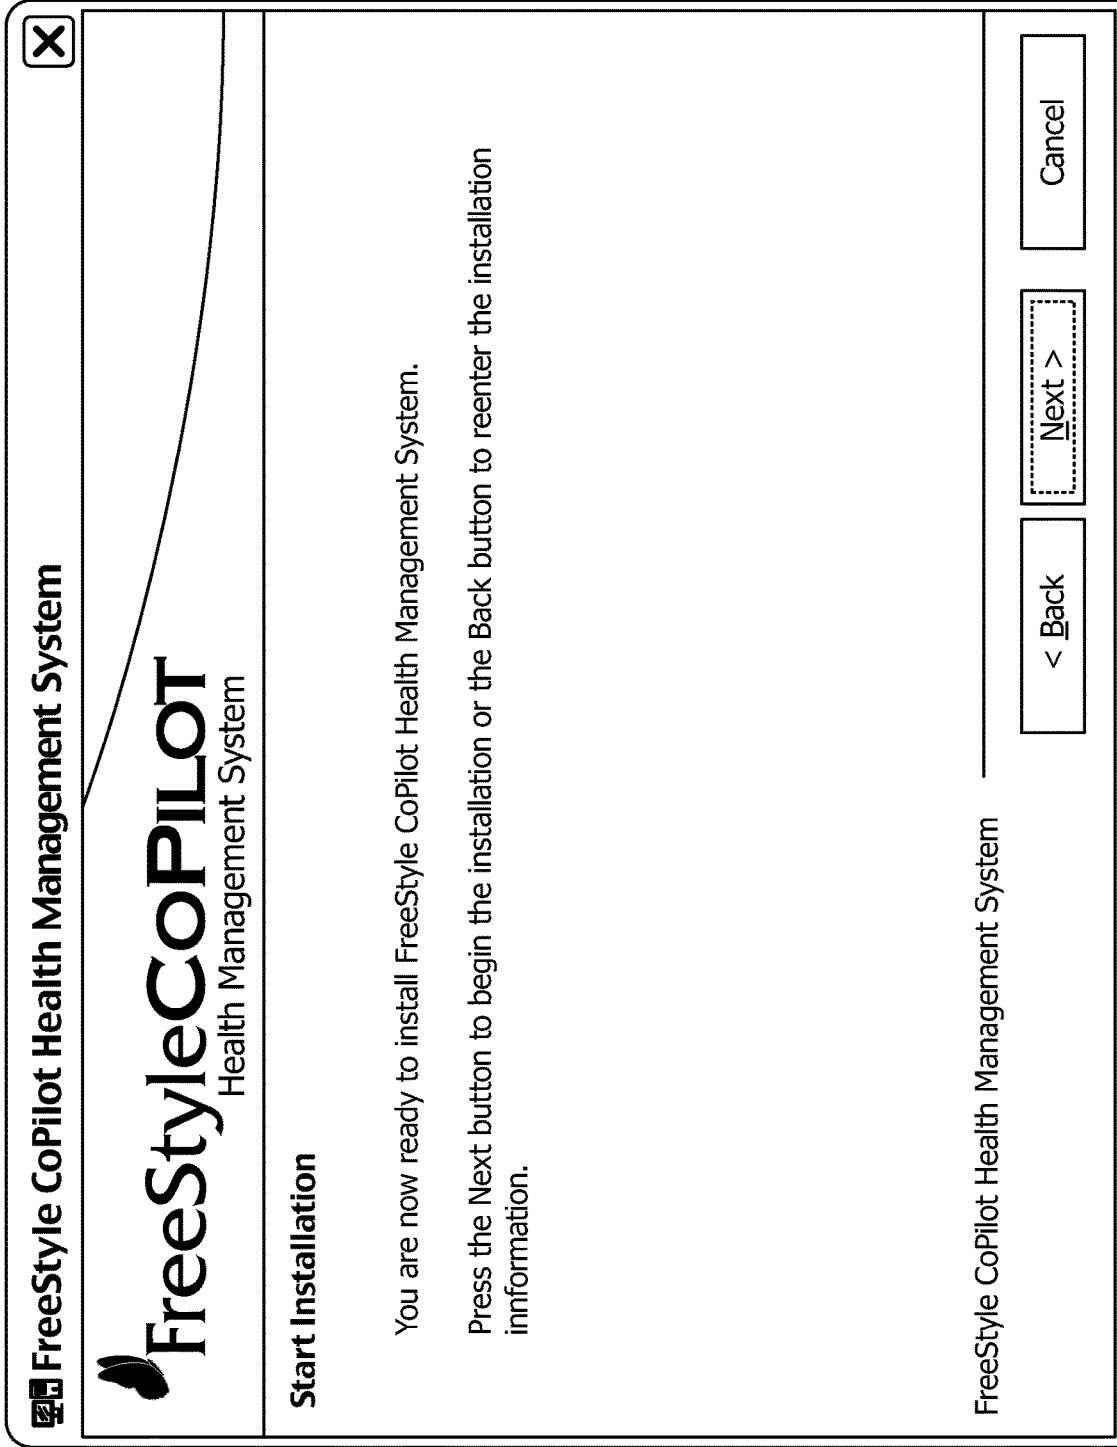 FreeStyle CoPilot Health Management System
FreeStyleCoPilot
Health Management System
Start Installation
You are now ready to install FreeStyle CoPilot Health Management System.
Press the Next button to begin the installation or the Back button to reenter the installation
innformation.
FreeStyle CoPilot Health Management System
< Back
Next >
Cancel